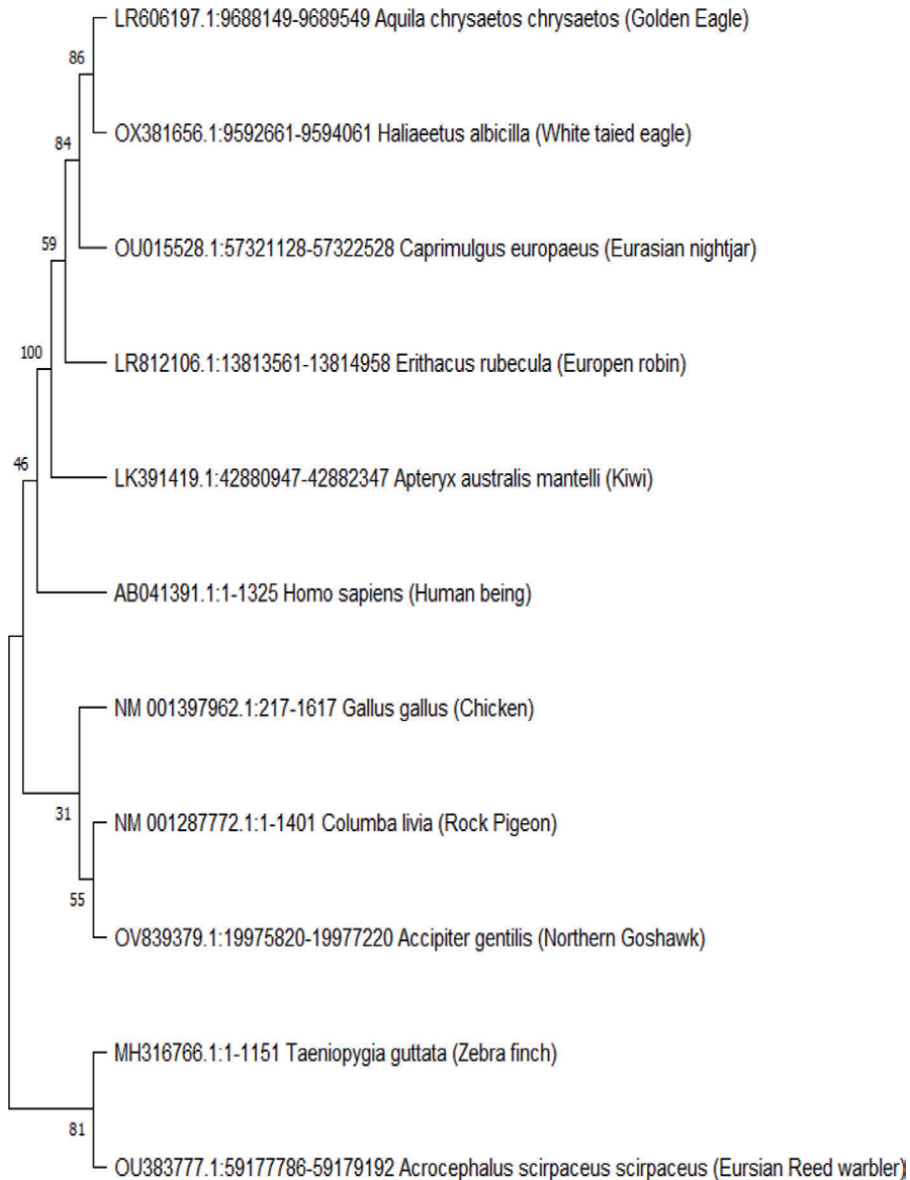 LR606197.1:9688149-9689549 Aquila chrysaetos chrysaetos (Golden Eagle)
86
OX381656.1:9592661-9594061 Haliaeetus albicilla (White taied eagle)
84
OU015528.1:57321128-57322528 Caprimulgus europaeus (Eurasian nightjar)
59
LR812106.1:13813561-13814958 Erithacus rubecula (Europen robin)
100
LK391419.1:42880947-42882347 Apteryx australis mantelli (Kiwi)
46
AB041391.1:1-1325 Homo sapiens (Human being)
NM 001397962.1:217-1617 Gallus gallus (Chicken)
31
NM 001287772.1:1-1401 Columba livia (Rock Pigeon)
55
OV839379.1:19975820-19977220 Accipiter gentilis (Northern Goshawk)
MH316766.1:1-1151 Taeniopygia guttata (Zebra finch)
81
OU383777.1:59177786-59179192 Acrocephalus scirpaceus scirpaceus (Eursian Reed warbler)